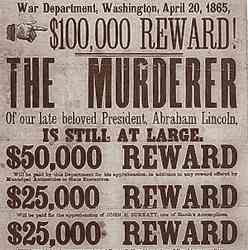 War Department, Washington, April 20, 1865,
$100,000 REWARD!
THE MURDERER
Of our late beloved President, Abraham Lincoln,
IS STILL AT LARGE.
$50,000 REWARD
Will be paid by this Department for his apprehension, in addition to any reward offered by
Municipal Authorities or State Executives.
$25,000 REWARD
Will be paid for the apprehension of JOHN H. SURRATT, one of Booth's Accomplices.
$25,000 REWARD